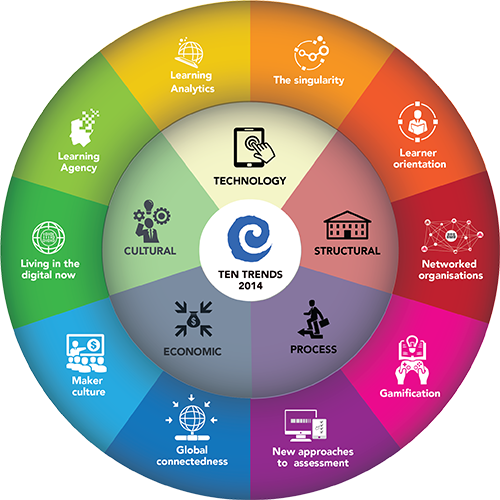 Learning
Analytics
The singularity
Learner
orientation
Networked
organisations
Gamification
New approaches
to assessment
Global
connectedness
Maker
culture
Living in the
digital now
Learning
Agency
TECHNOLOGY
STRUCTURAL
PROCESS
ECONOMIC
CULTURAL
TEN TRENDS
2014